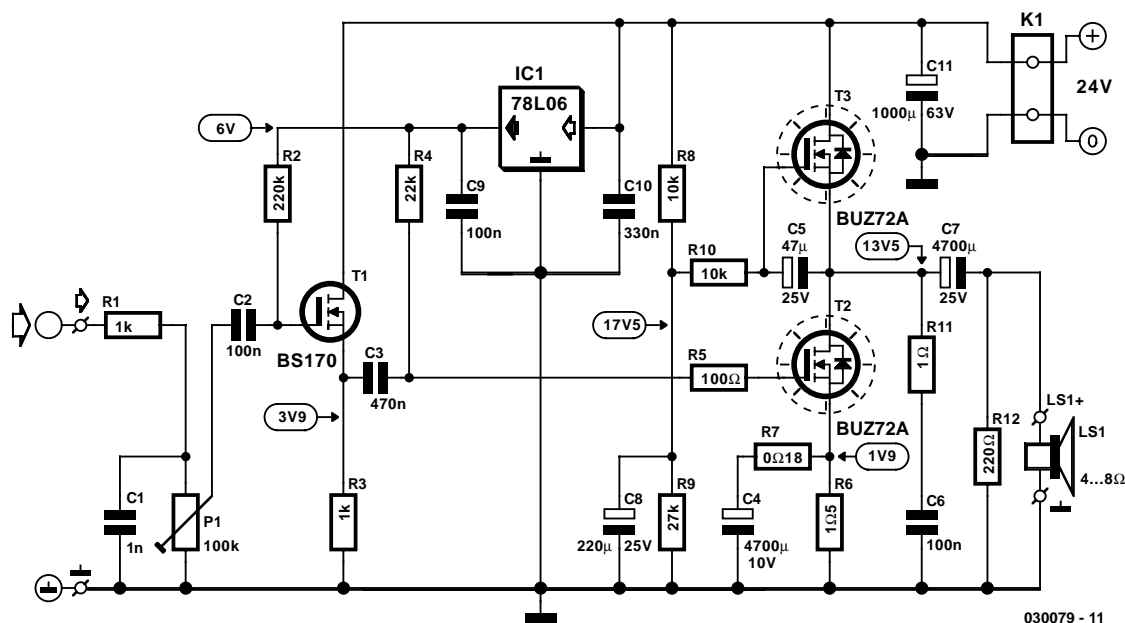 K1
24V
0
C11
1000µ
63V
IC1
78L06
6V
T3
R2
220k
R4
22k
C9
100n
C10
330n
R8
10k
BUZ72A
C5
47µ
25V
13V5
C7
4700µ
25V
R10
10k
T1
R1
1k
C2
100n
BS170
C3
470n
17V5
T2
R5
100Ω
R11
1Ω
BUZ72A
LS1+
LS1
4...8Ω
R12
220Ω
3V9
R7
0Ω18
1V9
R3
1k
C1
1n
P1
100k
C8
220µ
25V
R9
27k
C4
4700µ
10V
R6
1Ω5
C6
100n
030079 - 11